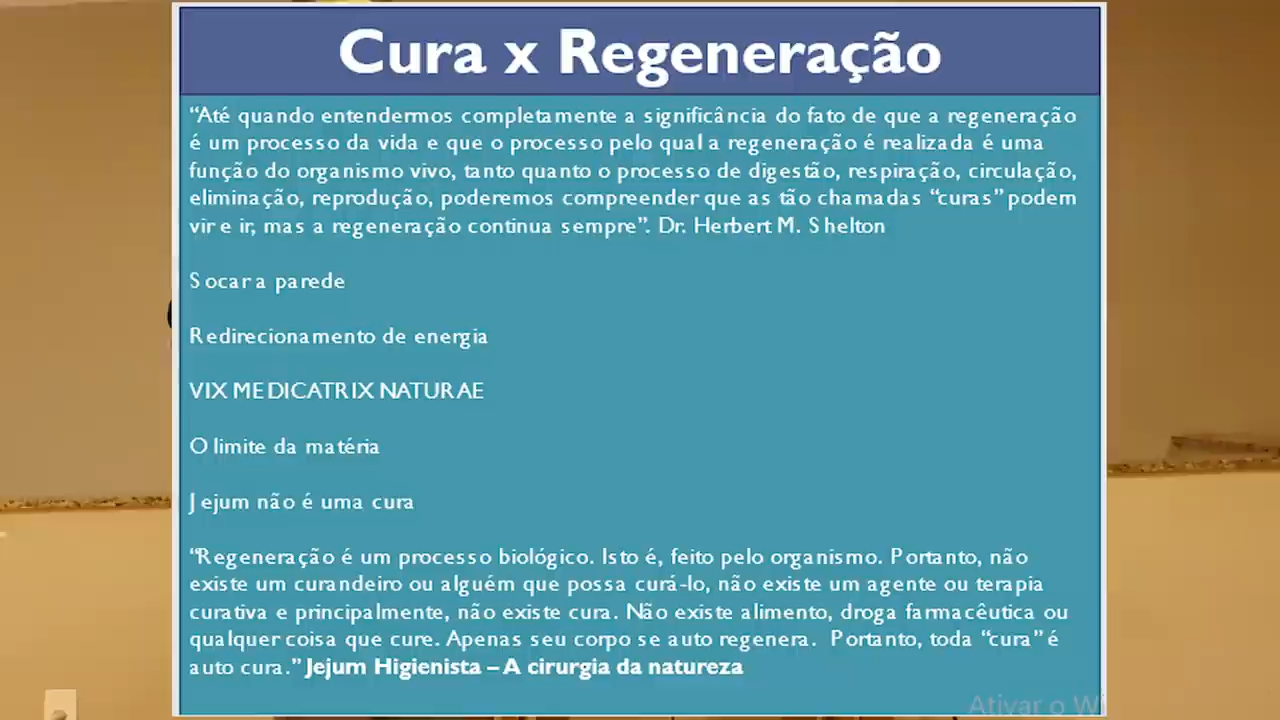 Cura x Regeneração
“Até quando entendermos completamente a significância do fato de que a regeneração
é um processo da vida e que o processo pelo qual a regeneração é realizada é uma
função do organismo vivo, tanto quanto o processo de digestão, respiração, circulação,
eliminação, reprodução, poderemos compreender que as tão chamadas “curas” podem
vir e ir, mas a regeneração continua sempre”. Dr. Herbert M. Shelton
Socar a parede
Redirecionamento de energia
VIX MEDICATRIX NATURAE
O limite da matéria
Jejum não é uma cura
“Regeneração é um processo biológico. Isto é, feito pelo organismo. Portanto, não
existe um curandeiro ou alguém que possa curá-lo, não existe um agente ou terapia
curativa e principalmente, não existe cura. Não existe alimento, droga farmacêutica ou
qualquer coisa que cure. Apenas seu corpo se auto regenera. Portanto, toda “cura” é
auto cura.” Jejum Higienista – A cirurgia da natureza
Ativar o Wi